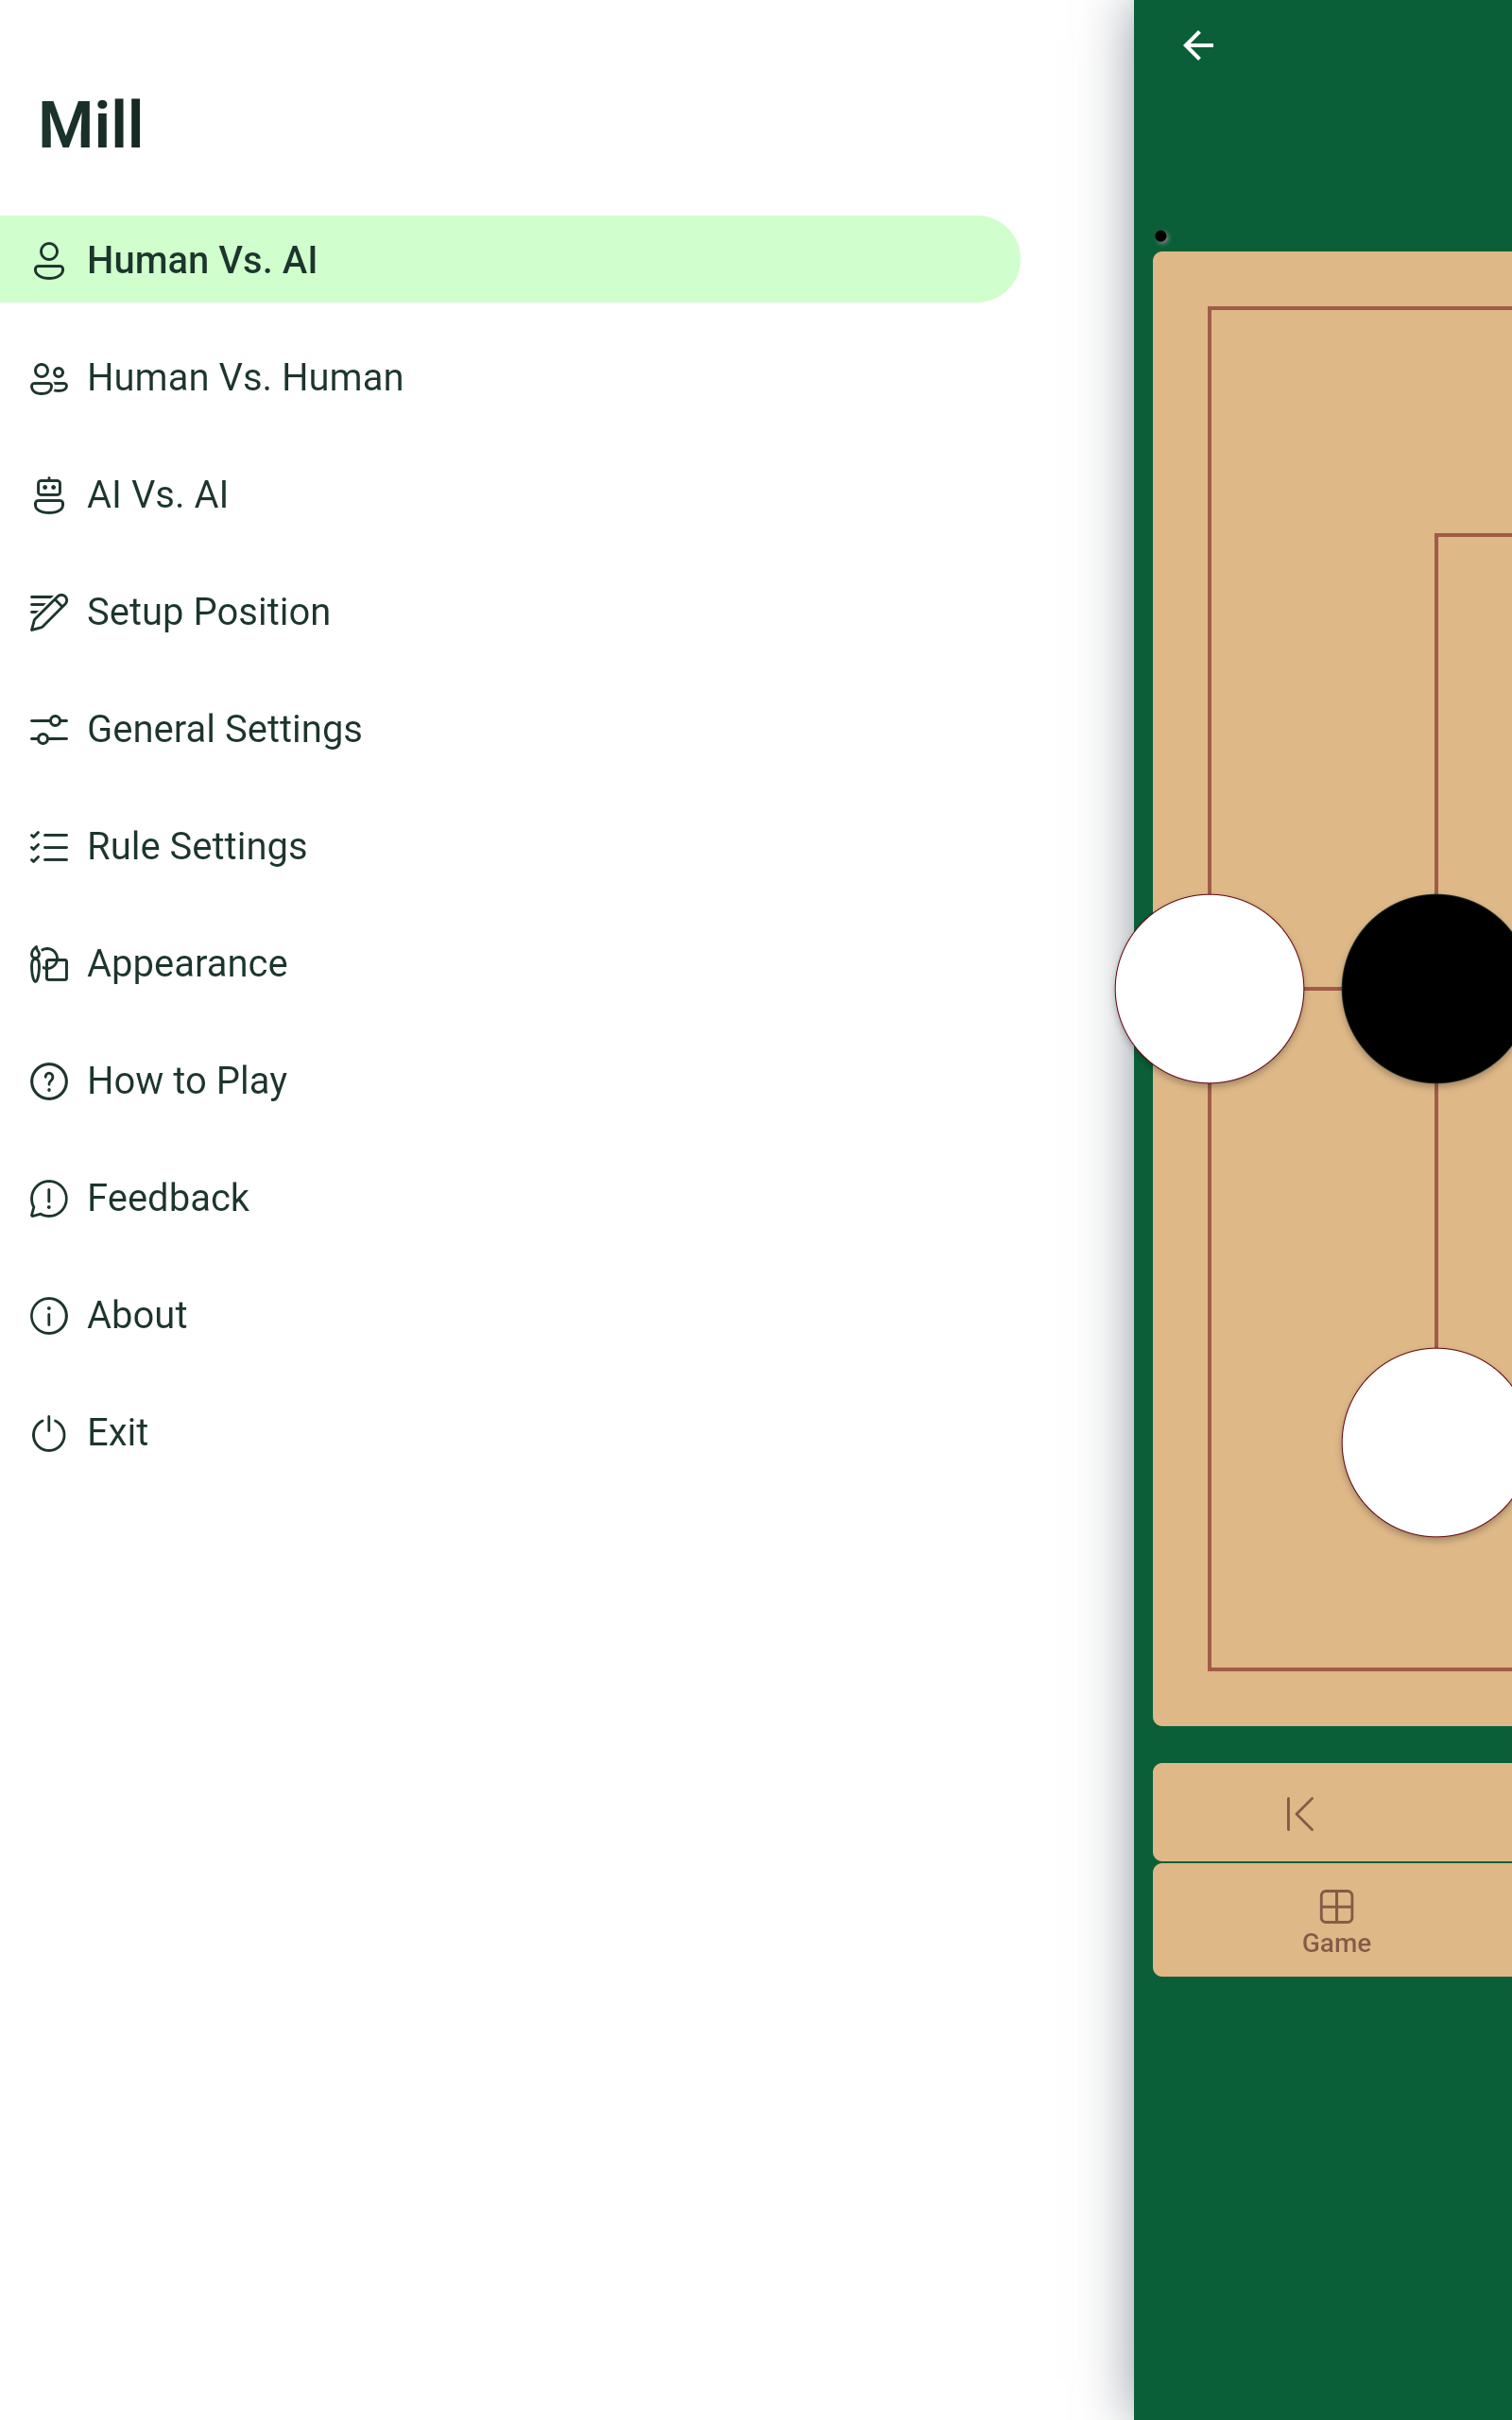 Mill
Human Vs. AI
Human Vs. Human
AI Vs. AI
Setup Position
General Settings
Rule Settings
Appearance
How to Play
Feedback
About
Exit
Game